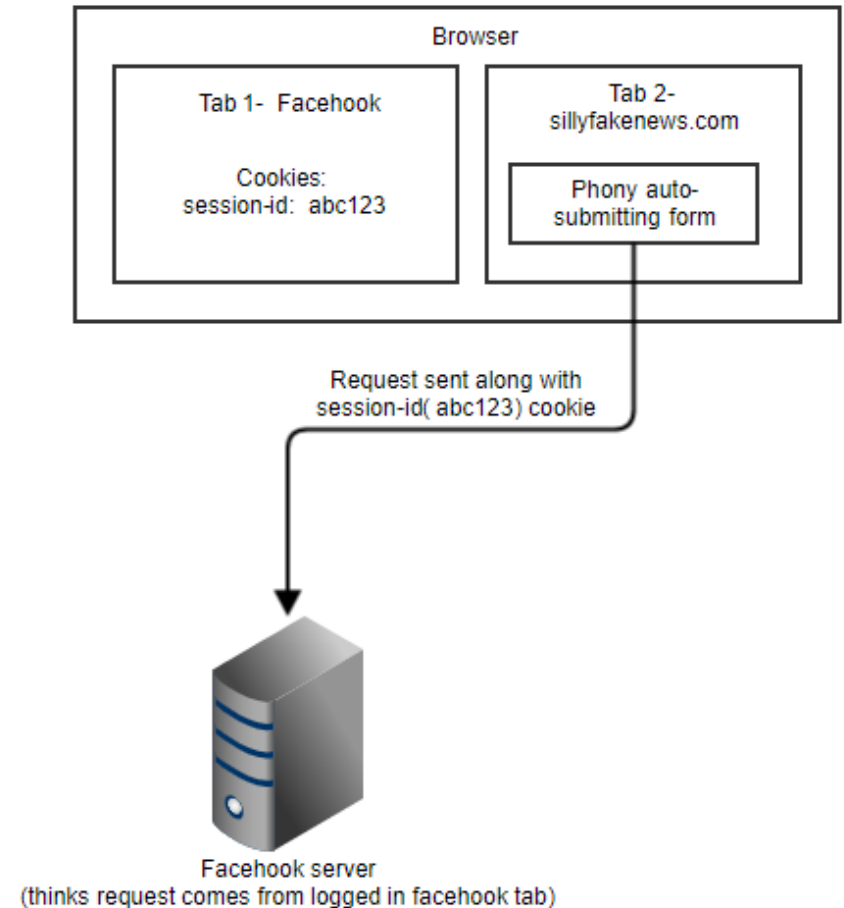 Browser
Tab 1- Facehook
Cookies:
session-id: abc123
Tab 2-
sillyfakenews.com
Phony auto-
submitting form
Request sent along with
session-id( abc123) cookie
Facehook server
(thinks request comes from logged in facehook tab)